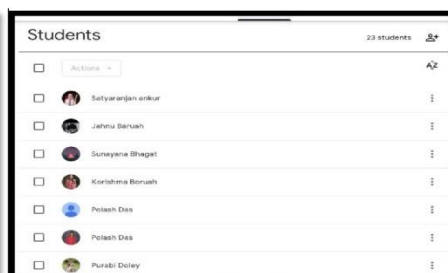 Students 23 students
Actions
Satyaranjan ankur
Jahnu Baruah
Sunayana Bhagat
Korishma Boruah
Polash Das
Polash Das
Purabi Doley